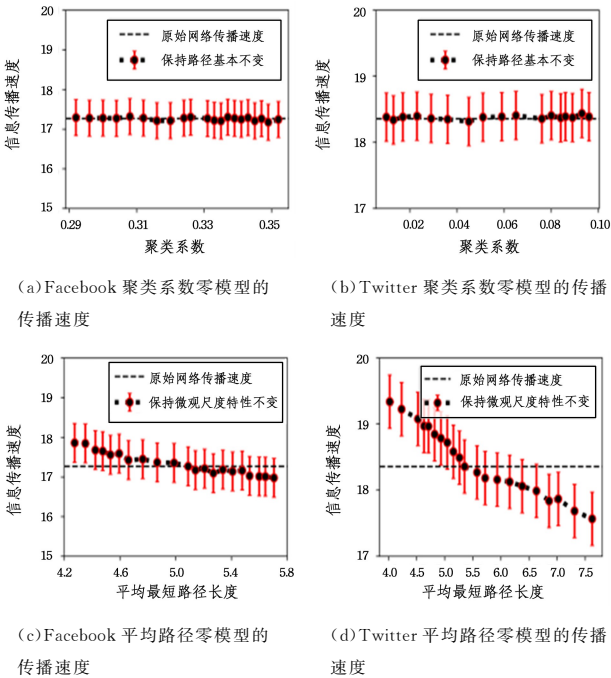 20
19
18
17
16
15
信息传播速度
原始网络传播速度
保持路径基本不变
0.29 0.31 0.33 0.35
聚类系数
20
19
18
17
信息传播速度
原始网络传播速度
保持路径基本不变
0.02 0.04 0.06 0.08 0.10
聚类系数
(a)Facebook 聚类系数零模型的
传播速度
(b)Twitter 聚类系数零模型的传播
速度
20
19
18
17
16
15
信息传播速度
原始网络传播速度
保持微观尺度特性不变
4.2 4.6 5.0 5.4 5.8
平均最短路径长度
20
19
18
17
信息传播速度
原始网络传播速度
保持微观尺度特性不变
4.0 4.5 5.0 5.5 6.0 6.5 7.0 7.5
平均最短路径长度
(c)Facebook 平均路径零模型的
传播速度
(d)Twitter 平均路径零模型的传播
速度